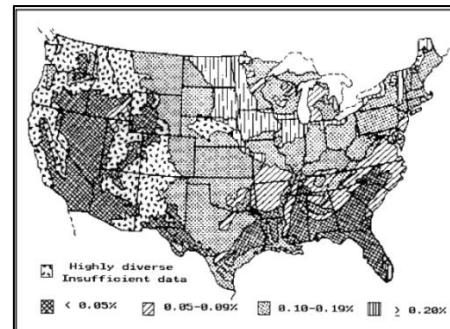 Highly diverse
Insufficient data
< 0.05% 0.05-0.09% 0.10-0.19% ≥ 0.20%